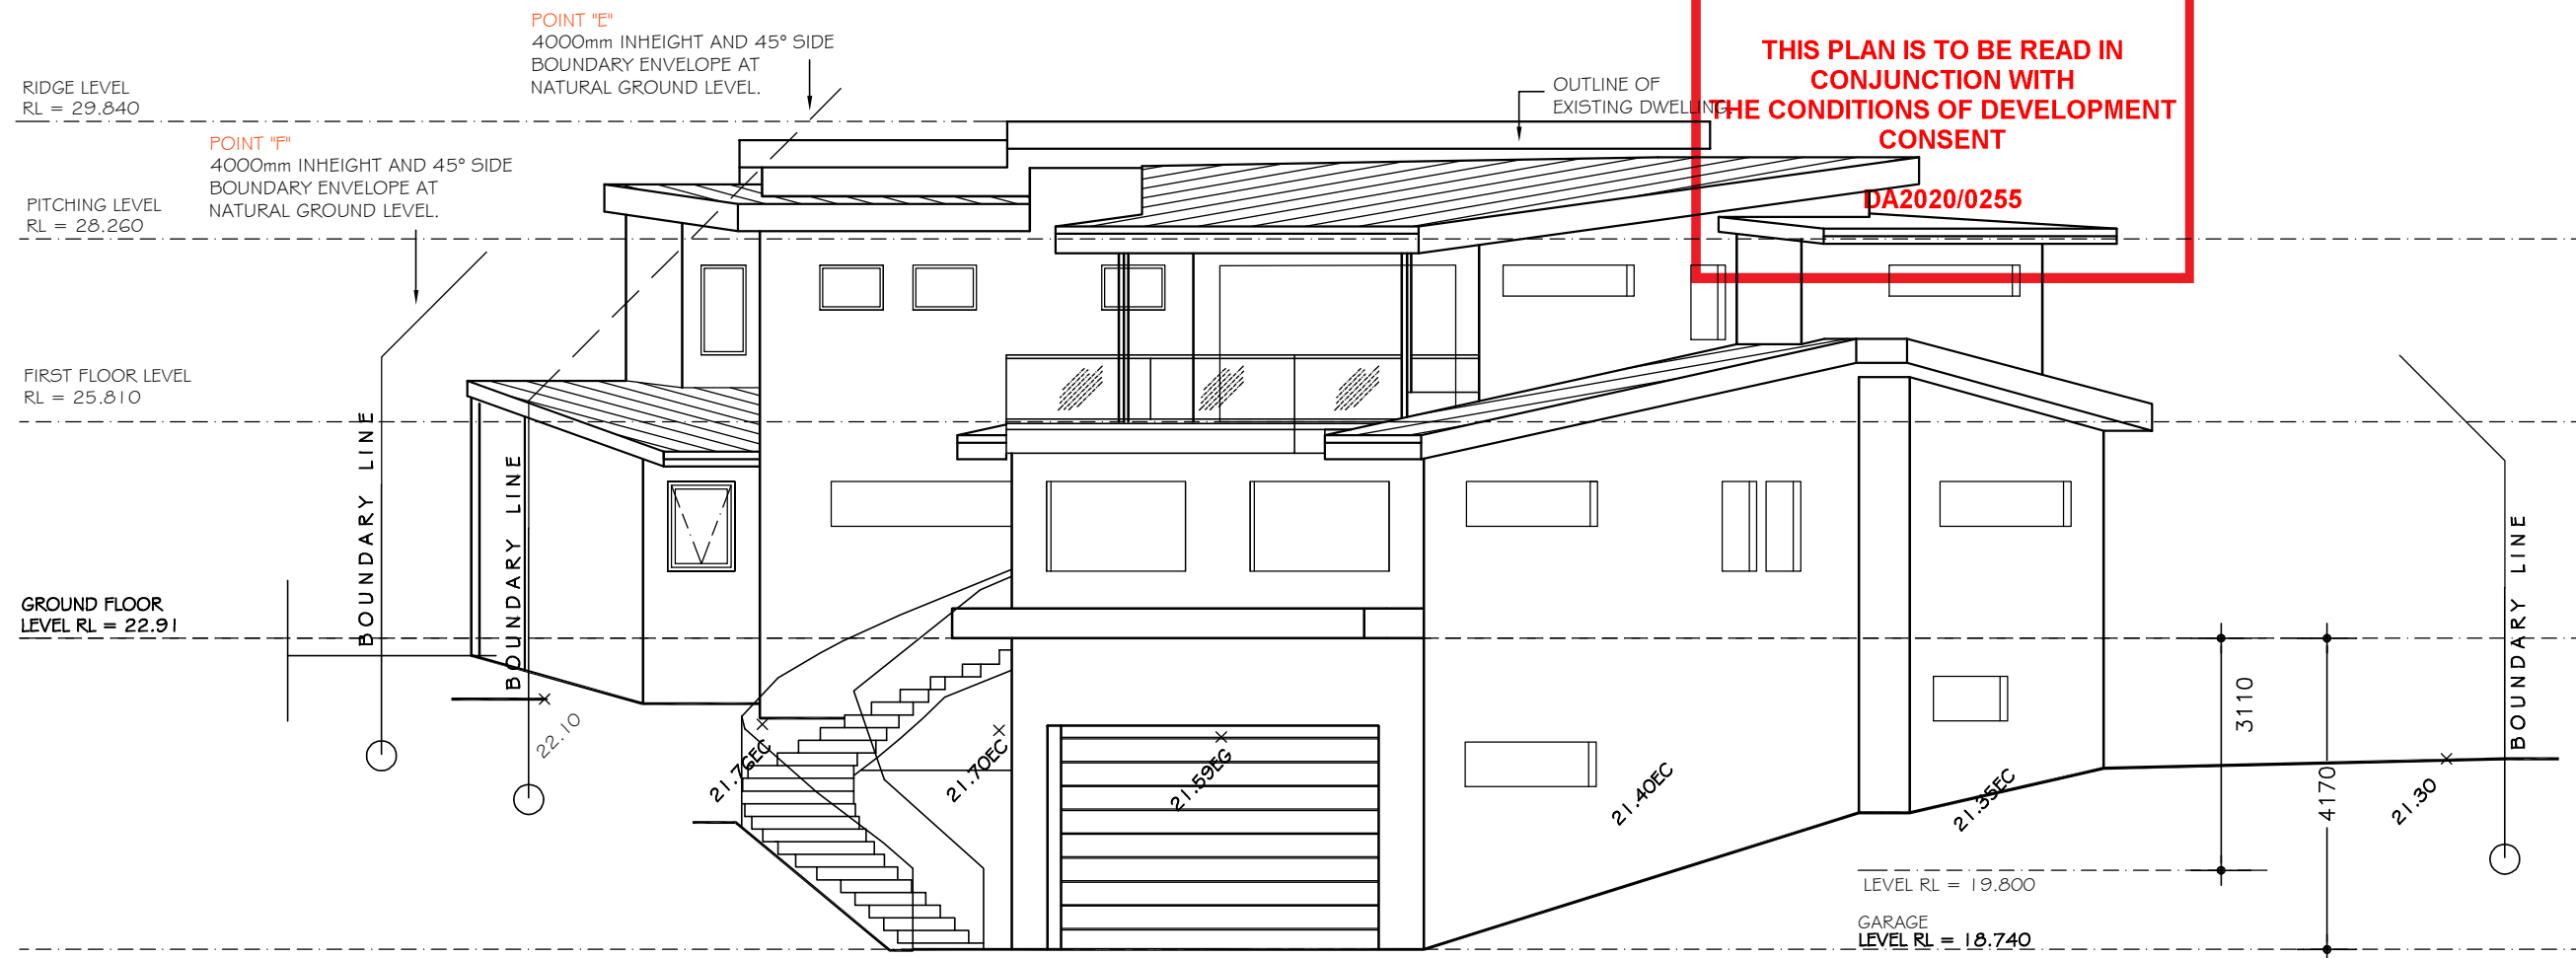 POINT "E"
4000mm INHEIGHT AND 45° SIDE
BOUNDARY ENVELOPE AT
NATURAL GROUND LEVEL.
THIS PLAN IS TO BE READ IN
CONJUNCTION WITH
THE CONDITIONS OF DEVELOPMENT
CONSENT
DA2020/0255
RIDGE LEVEL
RL = 29.840
OUTLINE OF
EXISTING DWELLING
POINT "F"
4000mm INHEIGHT AND 45° SIDE
BOUNDARY ENVELOPE AT
NATURAL GROUND LEVEL.
PITCHING LEVEL
RL = 28.260
FIRST FLOOR LEVEL
RL = 25.810
BOUNDARY LINE
BOUNDARY LINE
BOUNDARY LINE
GROUND FLOOR
LEVEL RL = 22.91
22.10
21.76EC
21.70EC
21.59EG
21.40EC
21.35EC
21.30
3110
4170
LEVEL RL = 19.800
GARAGE
LEVEL RL = 18.740